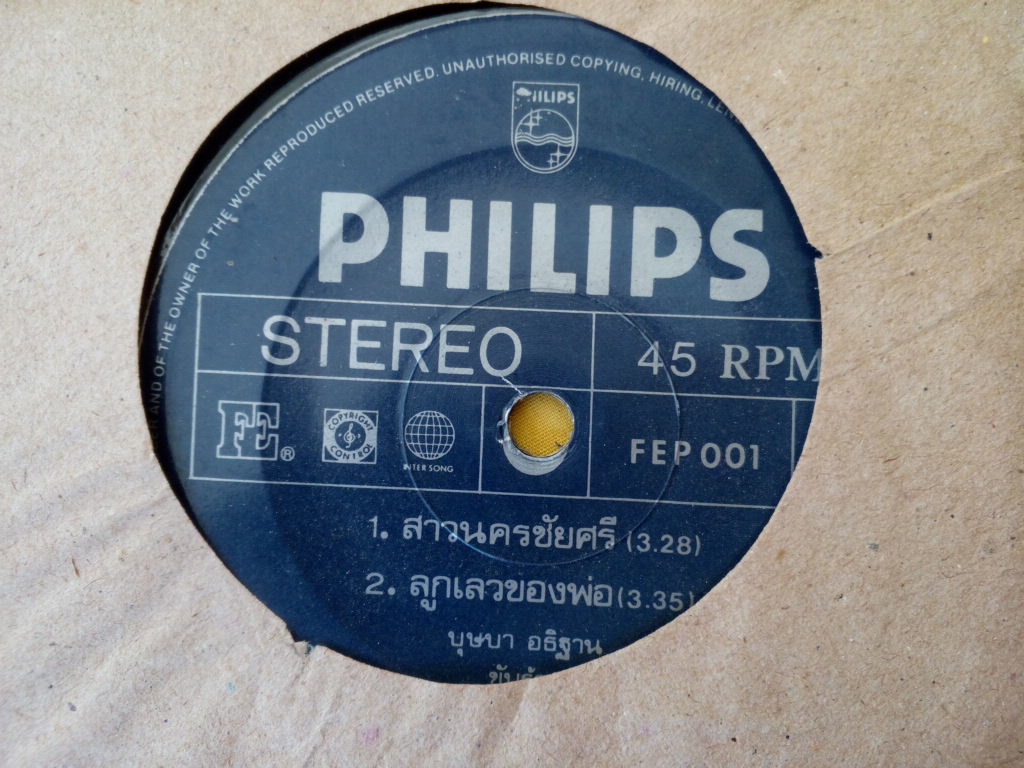 R AND OF THE OWNER OF THE WORK REPRODUCED RESERVED. UNAUTHORISED COPYING, HIRING,
PHILIPS
STEREO
45 RPM
FE®
COPYRIGHT CONTROL
INTER SONG
FEP 001
1. สาวนครชัยศรี (3.28)
2. ลูกเลวของพ่อ (3.35)
บุษบา อธิฐาน